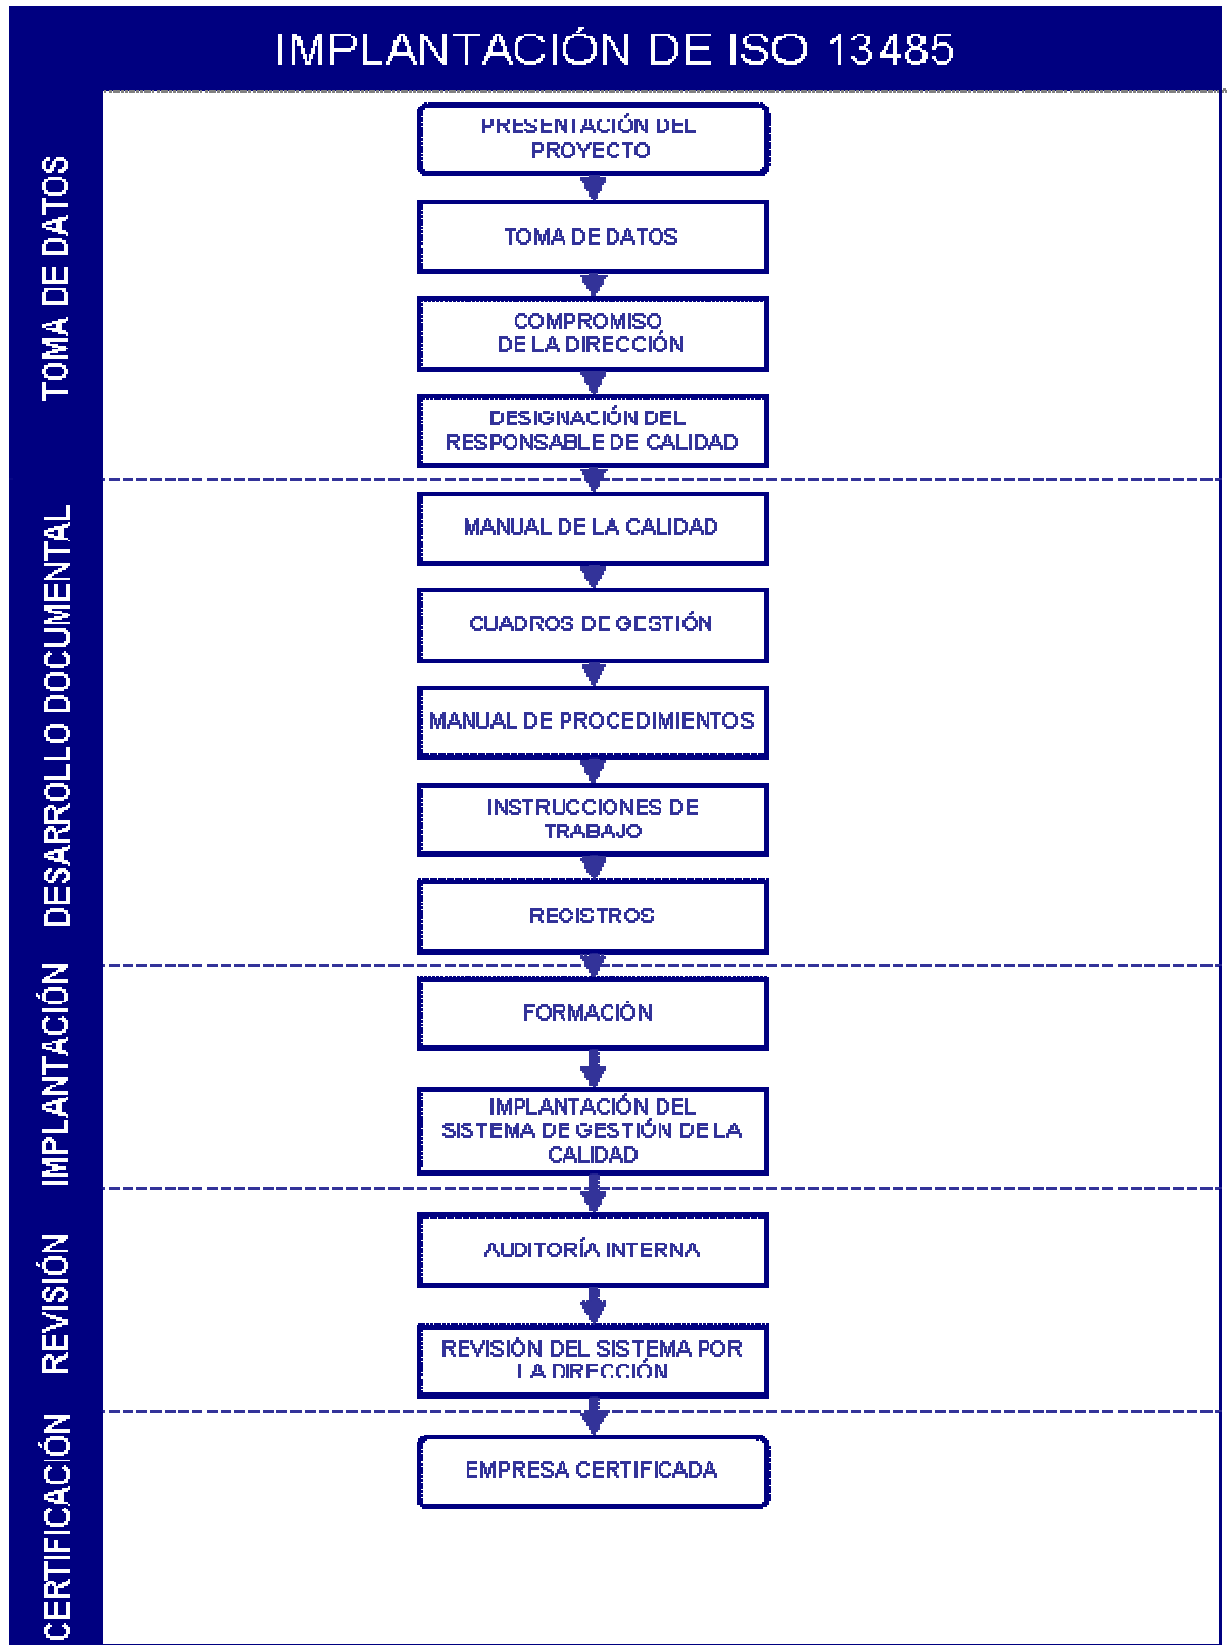 IMPLANTACIÓN DE ISO 13485
TOMA DE DATOS
PRESENTACIÓN DEL
PROYECTO
TOMA DE DATOS
COMPROMISO
DE LA DIRECCIÓN
DESIGNACIÓN DEL
RESPONSABLE DE CALIDAD
DESARROLLO DOCUMENTAL
MANUAL DE LA CALIDAD
CUADROS DE GESTIÓN
MANUAL DE PROCEDIMIENTOS
INSTRUCCIONES DE
TRABAJO
REGISTROS
IMPLANTACIÓN
FORMACIÓN
IMPLANTACIÓN DEL
SISTEMA DE GESTIÓN DE LA
CALIDAD
REVISIÓN
AUDITORÍA INTERNA
REVISIÓN DEL SISTEMA POR
LA DIRECCIÓN
CERTIFICACIÓN
EMPRESA CERTIFICADA